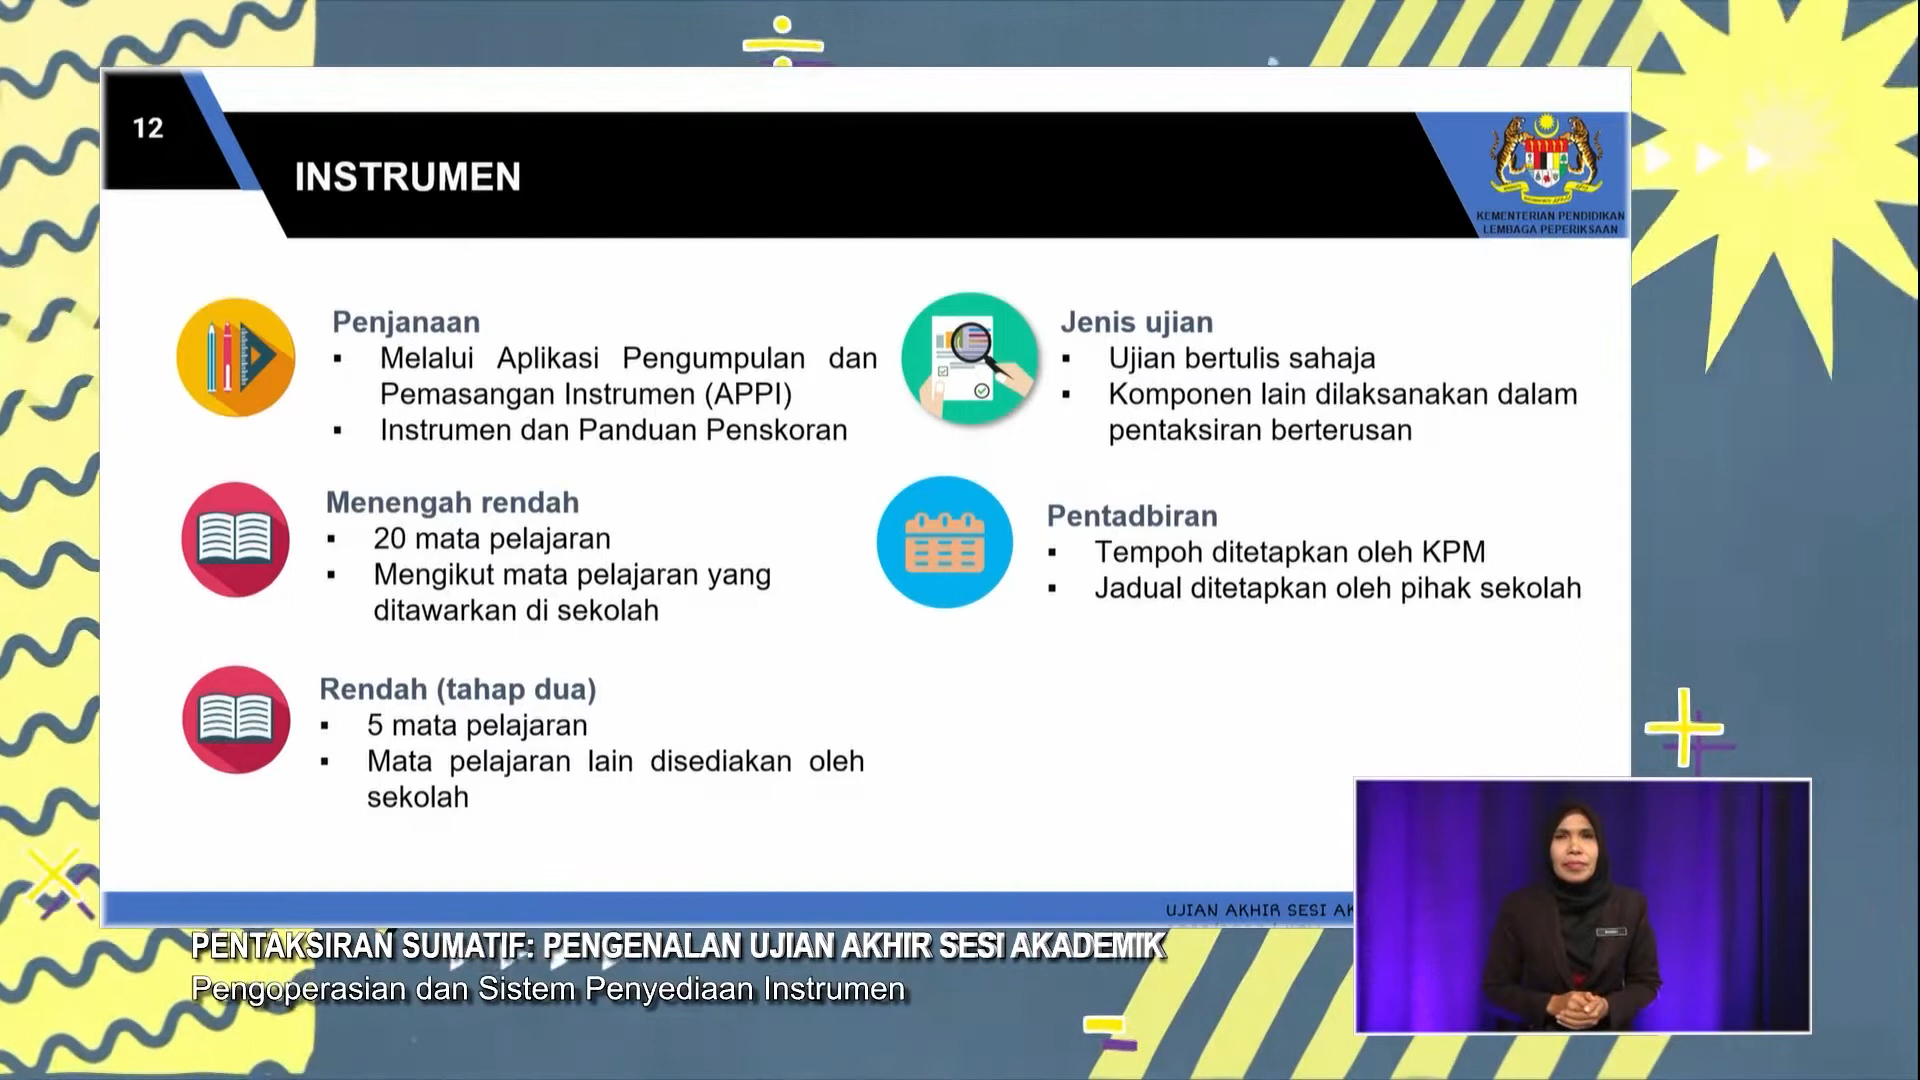 12
INSTRUMEN
KEMENTERIAN PENDIDIKAN
LEMBAGA PEPERIKSAAN
Penjanaan
▪ Melalui Aplikasi Pengumpulan dan
Pemasangan Instrumen (APPI)
▪ Instrumen dan Panduan Penskoran
Menengah rendah
▪ 20 mata pelajaran
▪ Mengikut mata pelajaran yang
ditawarkan di sekolah
Rendah (tahap dua)
▪ 5 mata pelajaran
▪ Mata pelajaran lain disediakan oleh
sekolah
Jenis ujian
▪ Ujian bertulis sahaja
▪ Komponen lain dilaksanakan dalam
pentaksiran berterusan
Pentadbiran
▪ Tempoh ditetapkan oleh KPM
▪ Jadual ditetapkan oleh pihak sekolah
UJIAN AKHIR SESI AK
PENTAKSIRAN SUMATIF: PENGENALAN UJIAN AKHIR SESI AKADEMIK
Pengoperasian dan Sistem Penyediaan Instrumen